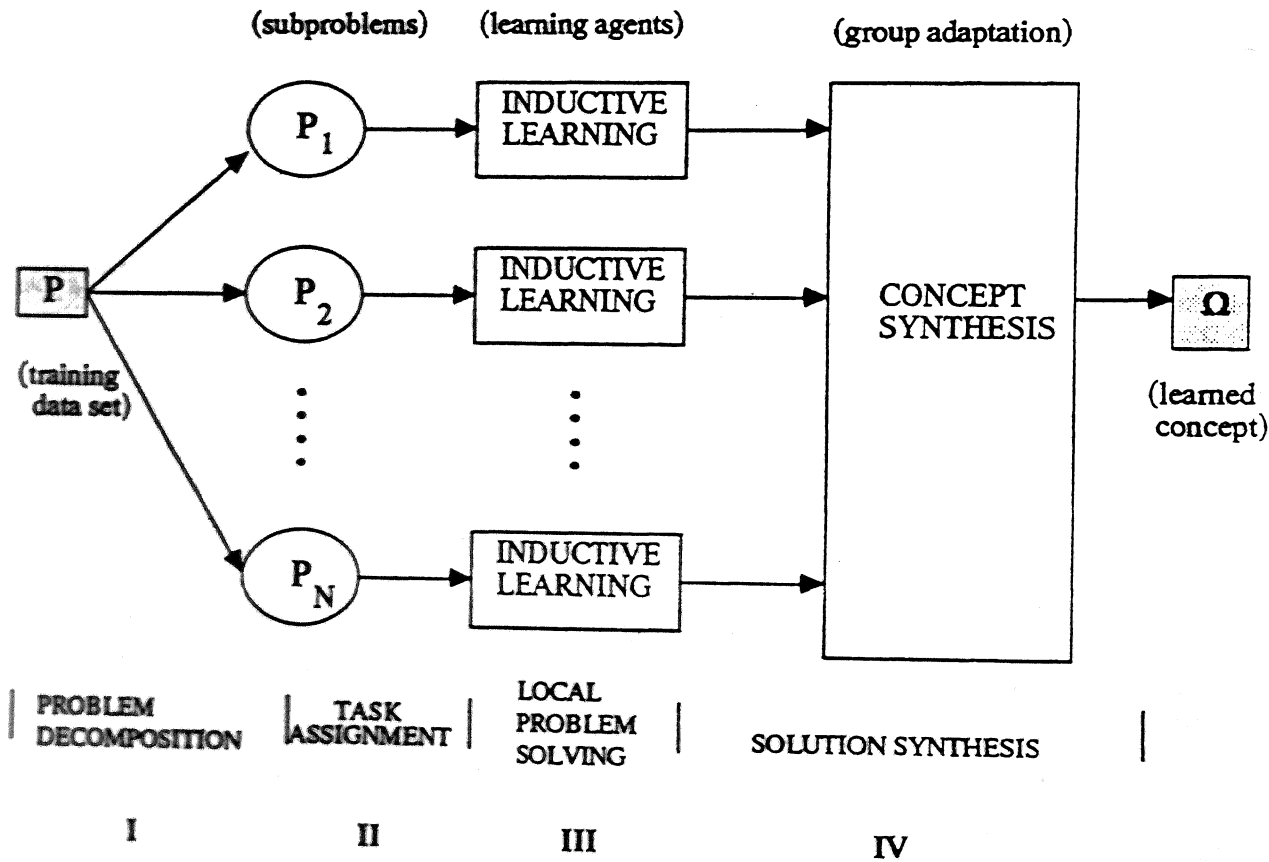 (subproblems)
(learning agents)
(group adaptation)
P1
INDUCTIVE
LEARNING
P
(training
data set)
P2
INDUCTIVE
LEARNING
CONCEPT
SYNTHESIS
Ω
(learned
concept)
PN
INDUCTIVE
LEARNING
PROBLEM
DECOMPOSITION
TASK
ASSIGNMENT
LOCAL
PROBLEM
SOLVING
SOLUTION SYNTHESIS
I
II
III
IV